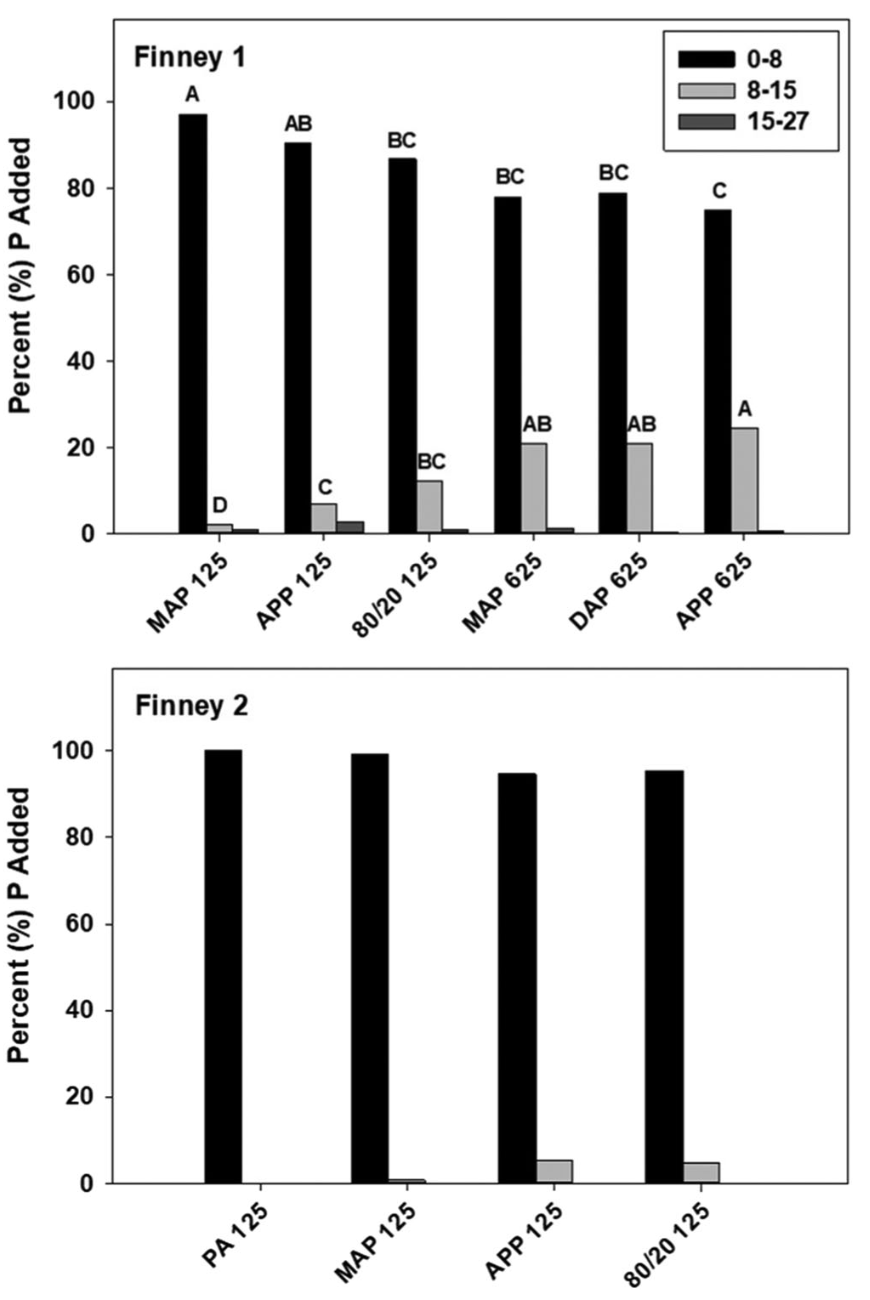 Finney 1
0-8
8-15
15-27
Percent (%) P Added
100
80
60
40
20
0
A
AB
BC
BC
BC
C
D
C
BC
AB
AB
A
MAP 125
APP 125
80/20 125
MAP 625
DAP 625
APP 625
Finney 2
Percent (%) P Added
100
80
60
40
20
0
PA 125
MAP 125
APP 125
80/20 125